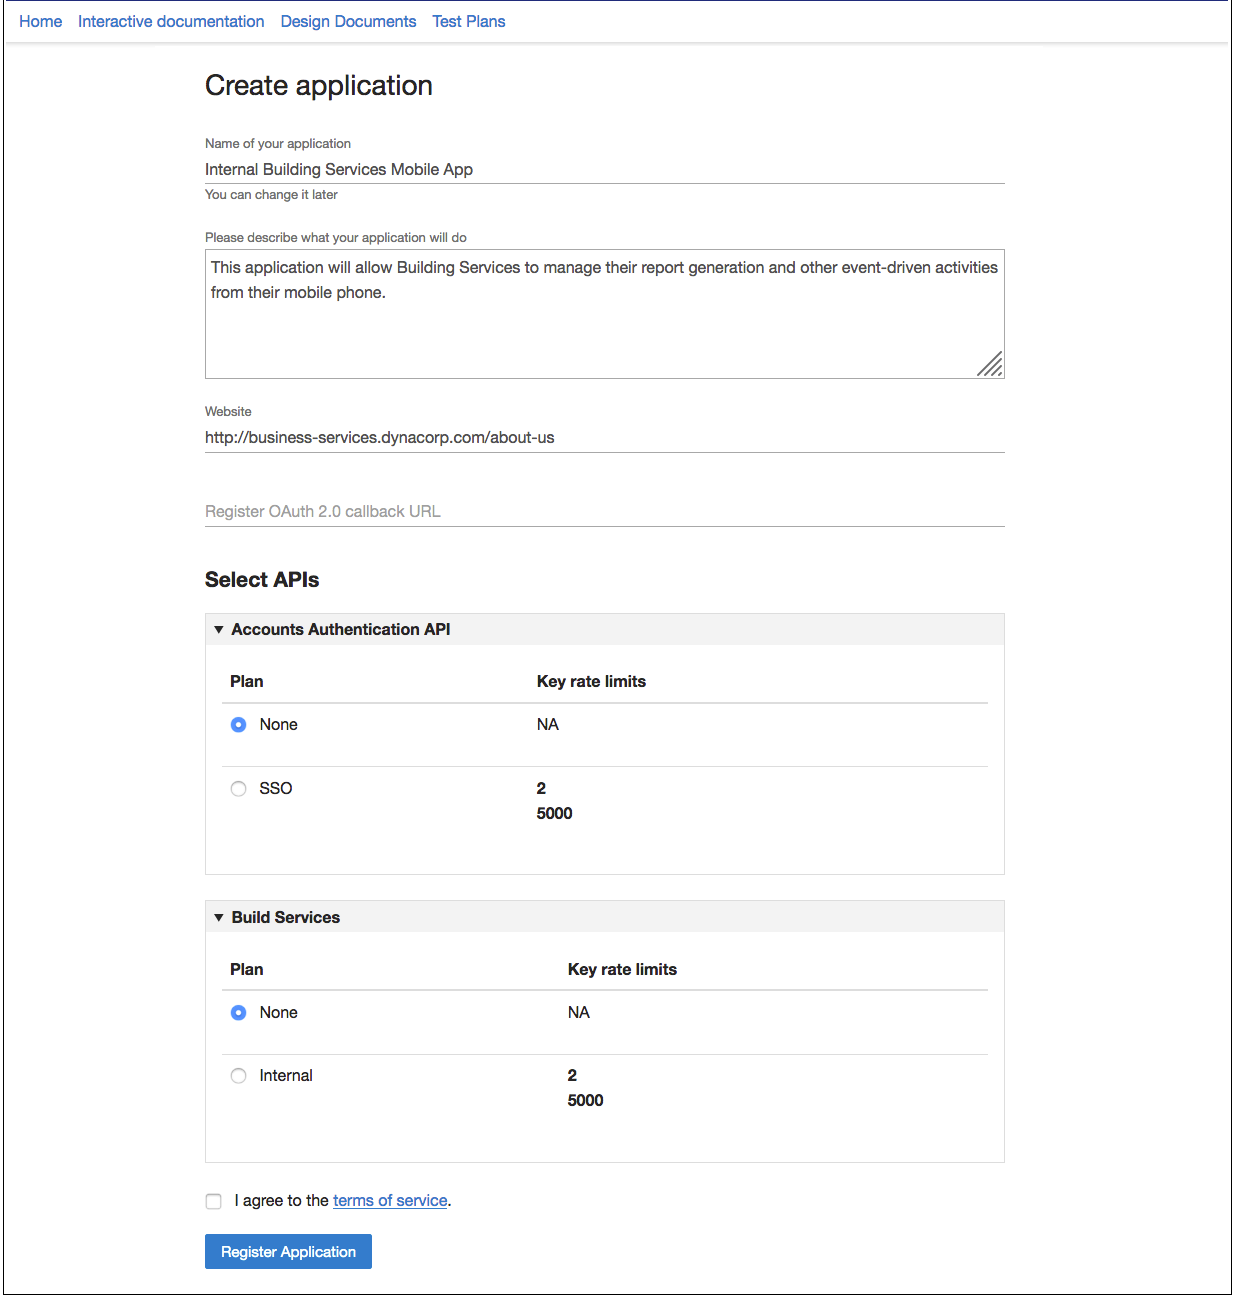 Home Interactive documentation Design Documents Test Plans
Create application
Name of your application
Internal Building Services Mobile App
You can change it later
Please describe what your application will do
This application will allow Building Services to manage their report generation and other event-driven activities
from their mobile phone.
Website
http://business-services.dynacorp.com/about-us
Register OAuth 2.0 callback URL
Select APIs
Accounts Authentication API
Plan Key rate limits
None NA
SSO 2
5000
Build Services
Plan Key rate limits
None NA
Internal 2
5000
I agree to the terms of service.
Register Application